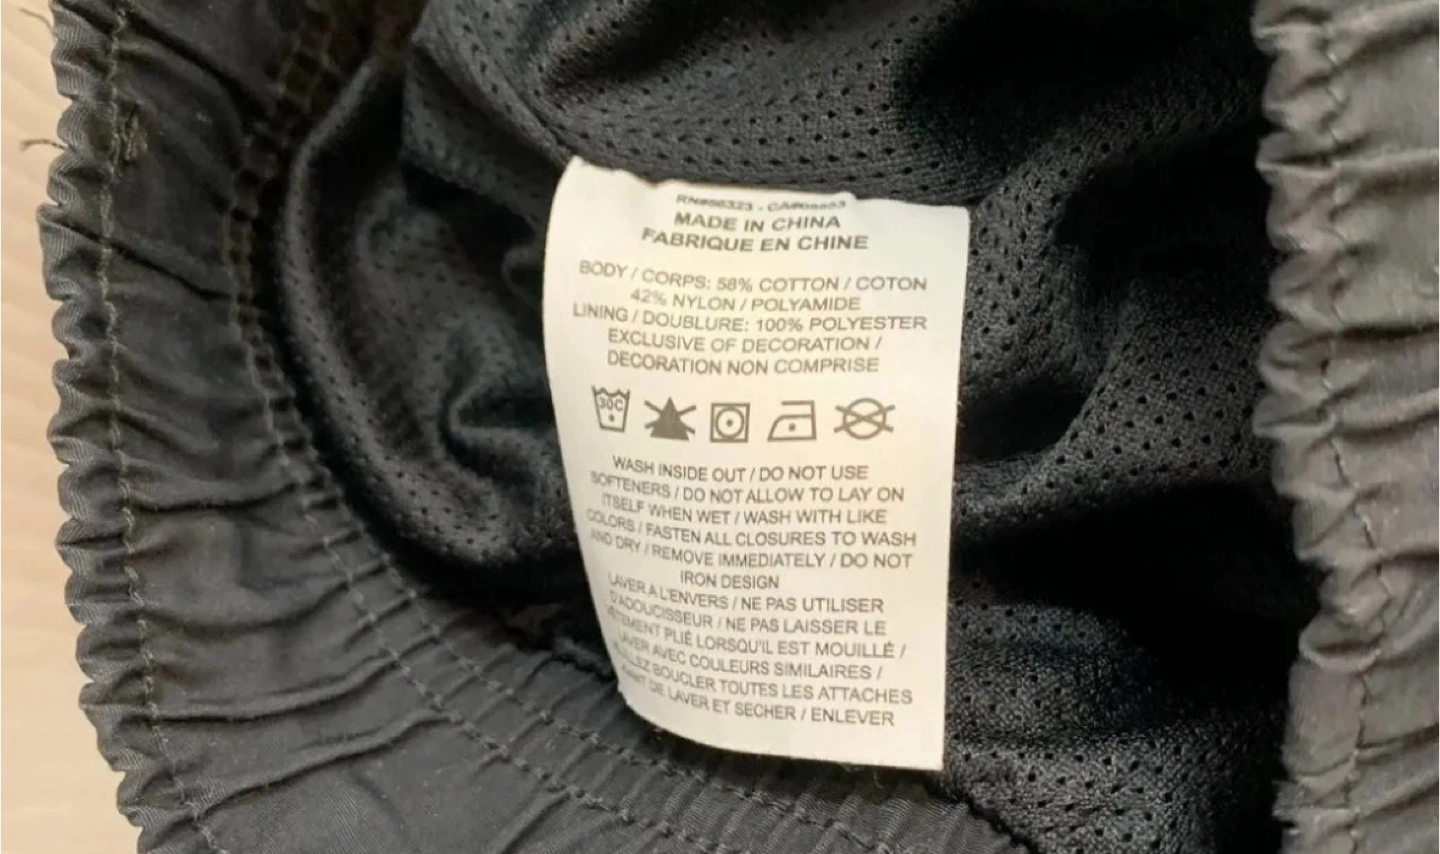 MADE IN CHINA
FABRIQUE EN CHINE
BODY / CORPS: 58% COTTON / COTON
42% NYLON / POLYAMIDE
LINING / DOUBLURE: 100% POLYESTER
EXCLUSIVE OF DECORATION /
DECORATION NON COMPRISE
30C
WASH INSIDE OUT / DO NOT USE
SOFTENERS / DO NOT ALLOW TO LAY ON
ITSELF WHEN WET / WASH WITH LIKE
COLORS / FASTEN ALL CLOSURES TO WASH
AND DRY / REMOVE IMMEDIATELY / DO NOT
IRON DESIGN
LAVER A L'ENVERS / NE PAS UTILISER
D'ADOUCISSEUR / NE PAS LAISSER LE
VÊTEMENT PLIÉ LORSQU'IL EST MOUILLÉ /
LAVER AVEC COULEURS SIMILAIRES /
BOUCLER TOUTES LES ATTACHES
DE LAVER ET SECHER / ENLEVER